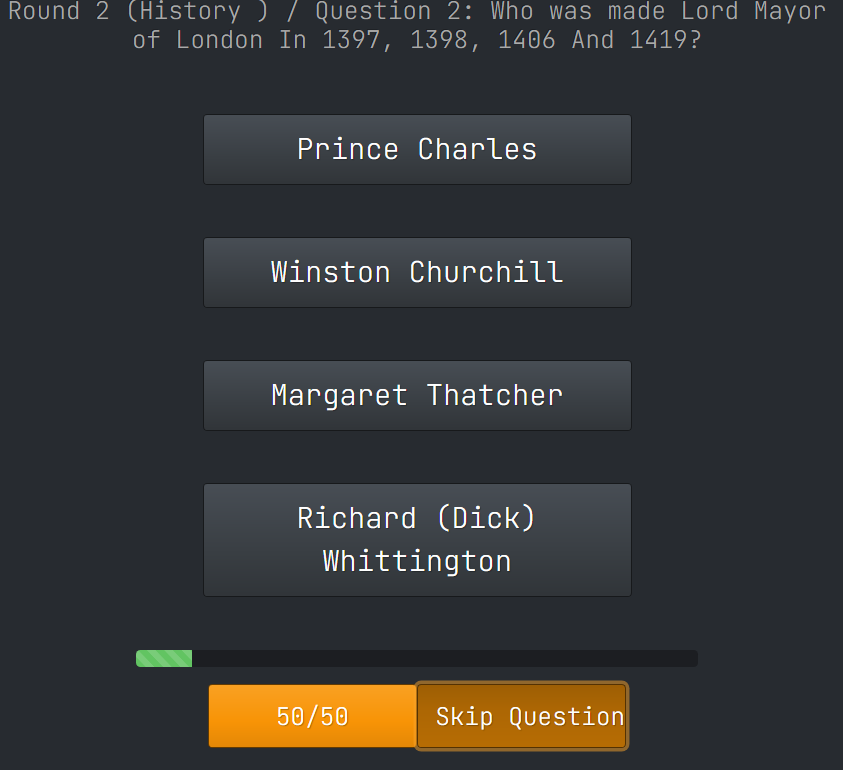 Round 2 (History ) / Question 2: Who was made Lord Mayor
of London In 1397, 1398, 1406 And 1419?
Prince Charles
Winston Churchill
Margaret Thatcher
Richard (Dick)
Whittington
50/50
Skip Question